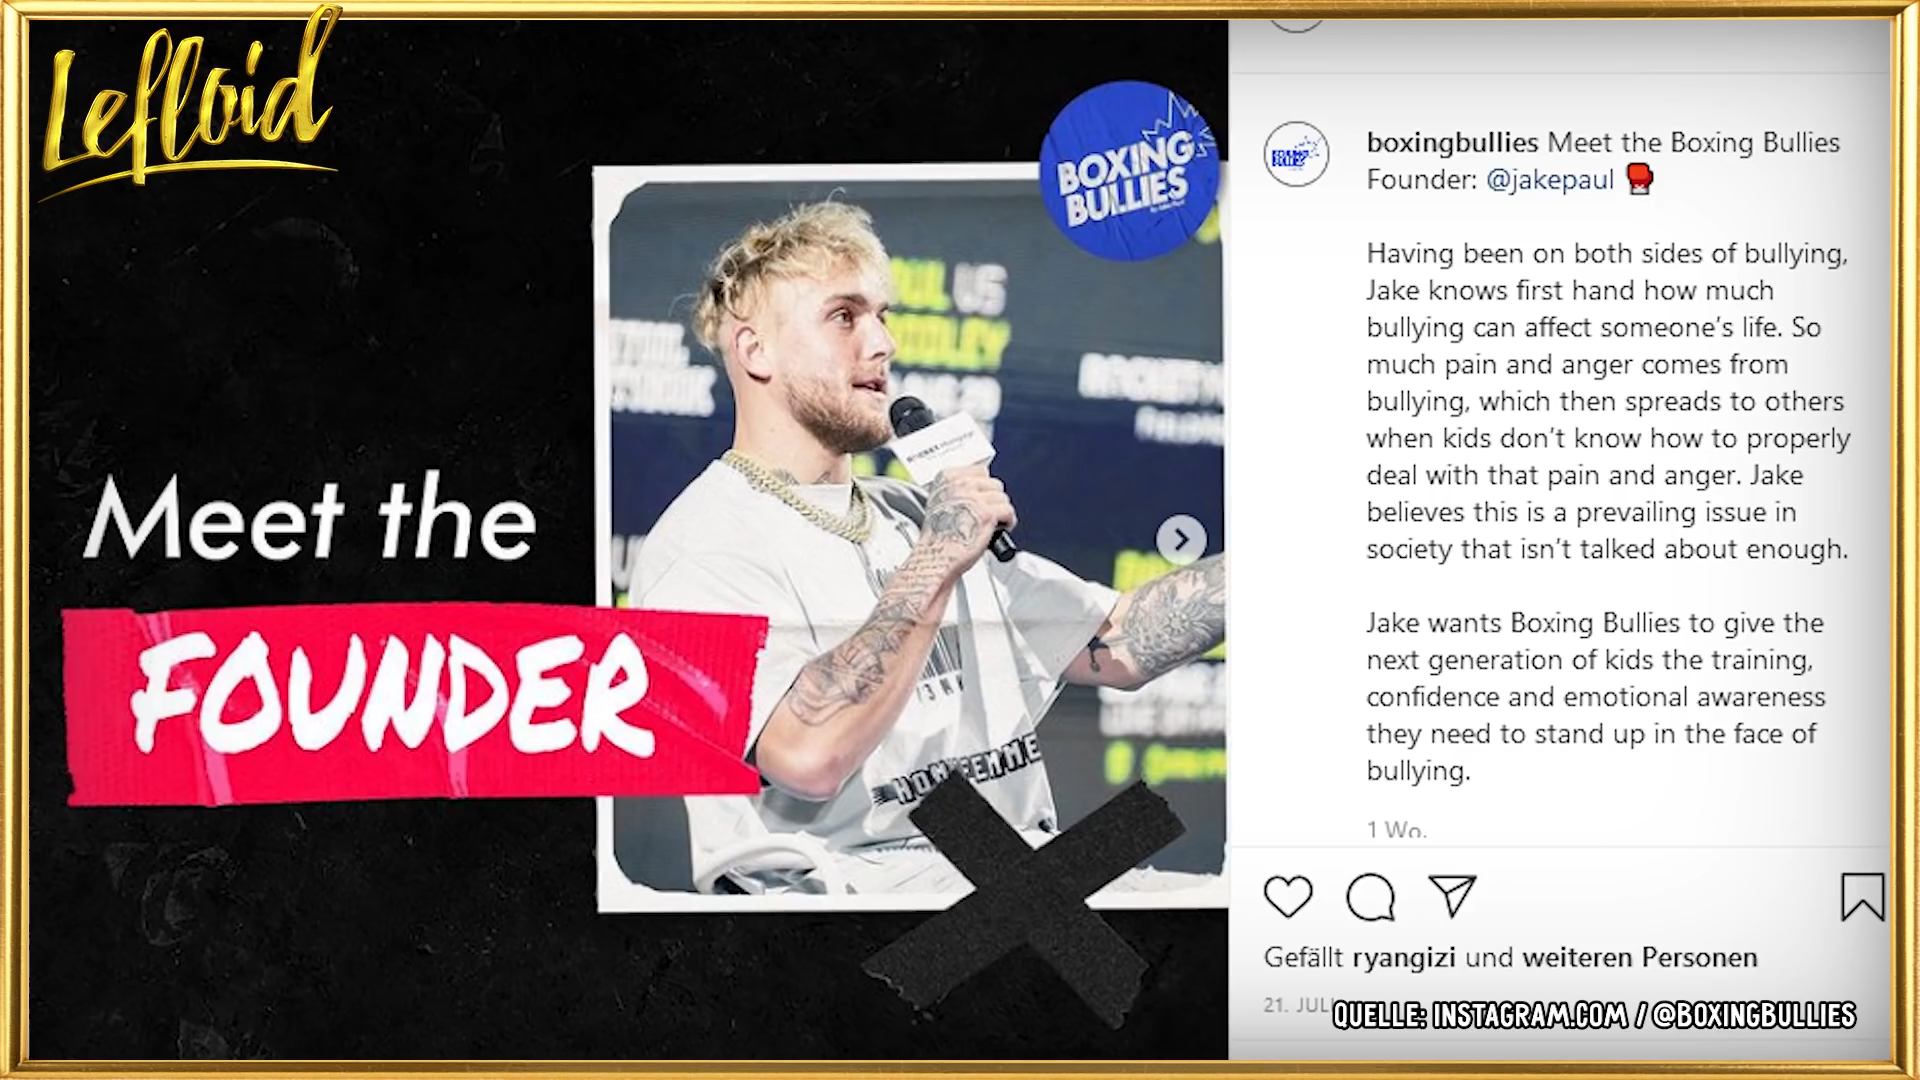 Lefloid
BOXING
BULLIES
Meet the
FOUNDER
HOMME FEMME
boxingbullies Meet the Boxing Bullies
Founder: @jakepaul
Having been on both sides of bullying,
Jake knows first hand how much
bullying can affect someone's life. So
much pain and anger comes from
bullying, which then spreads to others
when kids don't know how to properly
deal with that pain and anger. Jake
believes this is a prevailing issue in
society that isn't talked about enough.
Jake wants Boxing Bullies to give the
next generation of kids the training,
confidence and emotional awareness
they need to stand up in the face of
bullying.
1 Wo.
Gefällt ryangizi und weiteren Personen
21. JULI
QUELLE: INSTAGRAM.COM / @BOXINGBULLIES